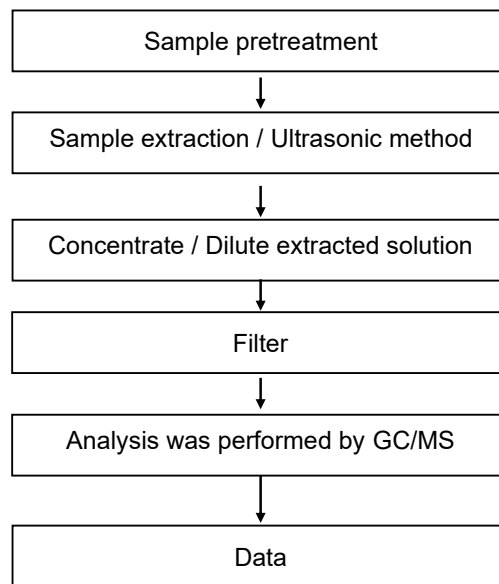 Sample pretreatment
Sample extraction / Ultrasonic method
Concentrate / Dilute extracted solution
Filter
Analysis was performed by GC/MS
Data